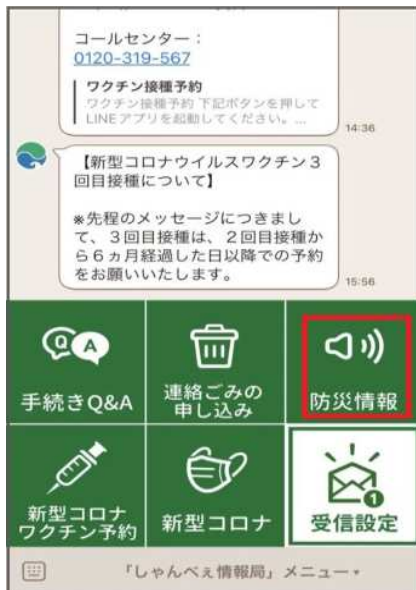 コールセンター：
0120-319-567
ワクチン接種予約
ワクチン接種予約 下記ボタンを押して
LINEアプリを起動してください。...
14:36
【新型コロナウイルスワクチン3
回目接種について】
※先程のメッセージにつきまし
て、3回目接種は、2回目接種か
ら6ヵ月経過した日以降での予約
をお願いいたします。
15:56
Q A
手続きQ&A
連絡ごみの
申し込み
防災情報
新型コロナ
ワクチン予約
新型コロナ
1
受信設定
「しゃんべぇ情報局」メニュー▾